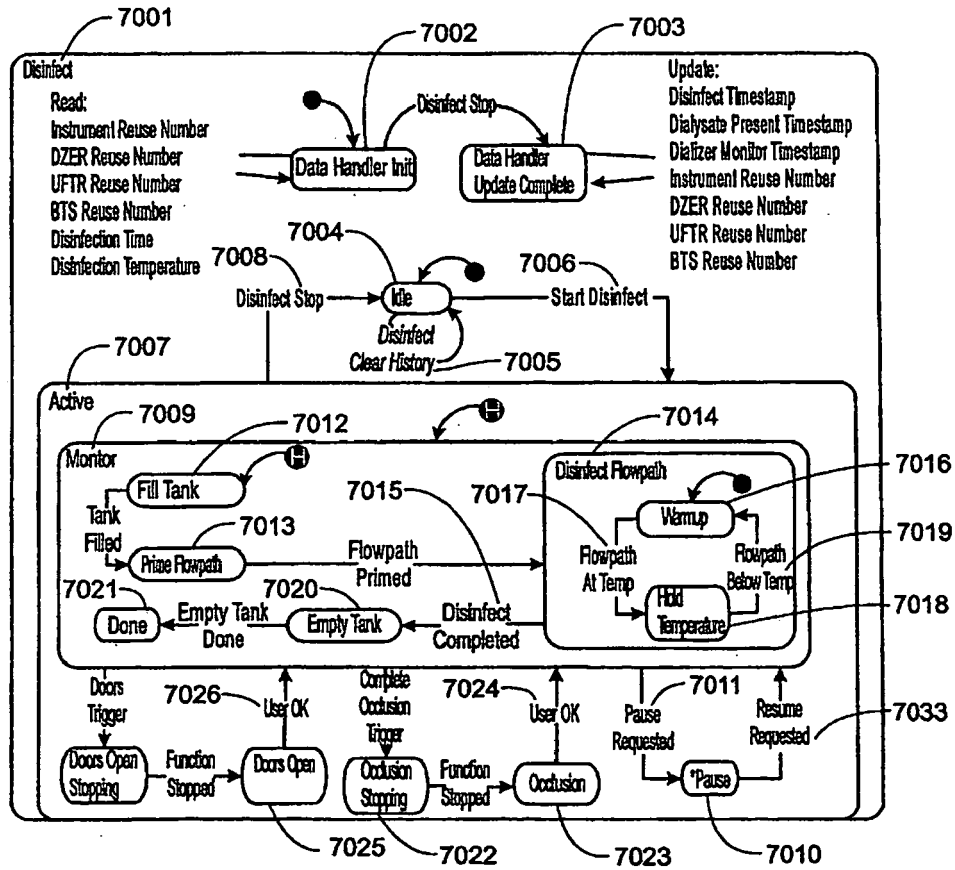 7001
7002
7003
Disinfect
Read:
Instrument Reuse Number
DZER Reuse Number
UFTR Reuse Number
BTS Reuse Number
Disinfection Time
Disinfection Temperature
Disinfect Stop
Data Handler Init
Data Handler
Update Complete
Update:
Disinfect Timestamp
Dialysate Present Timestamp
Dializer Monitor Timestamp
Instrument Reuse Number
DZER Reuse Number
UFTR Reuse Number
BTS Reuse Number
7004
7008
7006
Disinfect Stop
Idle
Start Disinfect
Disinfect
Clear History
7005
7007
Active
H
7009
7012
7014
Monitor
H
Disinfect Flowpath
Fill Tank
7015
7017
7016
Warmup
Tank
Filled
7013
Prime Flowpath
Flowpath
Primed
Flowpath
At Temp
Flowpath
Below Temp
7019
7021
7020
Hold
Temperature
7018
Done
Empty Tank
Done
Empty Tank
Disinfect
Completed
Doors
Trigger
7026
User OK
Complete
Occlusion
Trigger
7024
User OK
Pause
Requested
7011
Resume
Requested
7033
Doors Open
Stopping
Function
Stopped
Doors Open
Occlusion
Stopping
Function
Stopped
Occlusion
*Pause
7025
7022
7023
7010